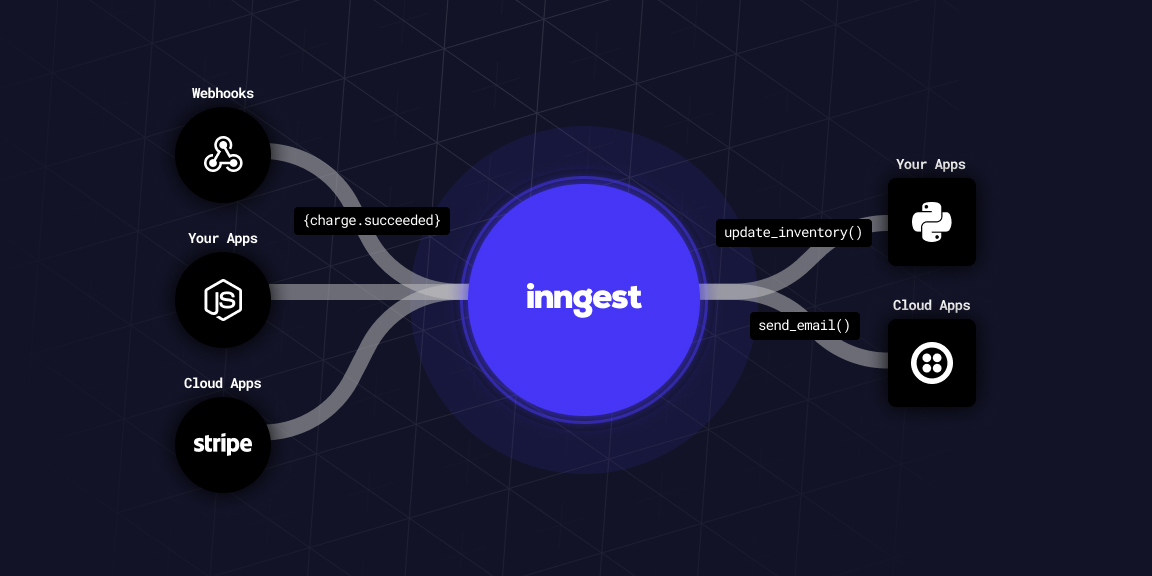 Webhooks
{charge.succeeded}
Your Apps
JS
Cloud Apps
stripe
inngest
update_inventory()
send_email()
Your Apps
Cloud Apps